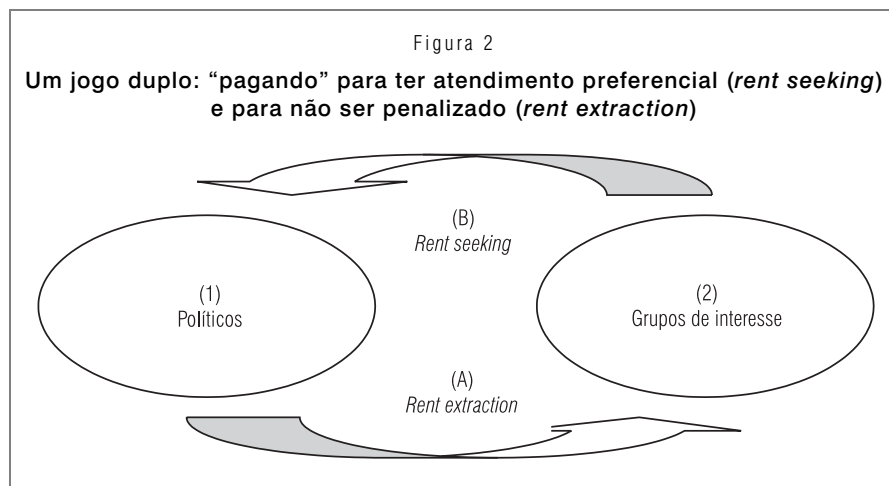 Figura 2
Um jogo duplo: “pagando” para ter atendimento preferencial (rent seeking)
e para não ser penalizado (rent extraction)
(B)
Rent seeking
(1)
Políticos
(2)
Grupos de interesse
(A)
Rent extraction